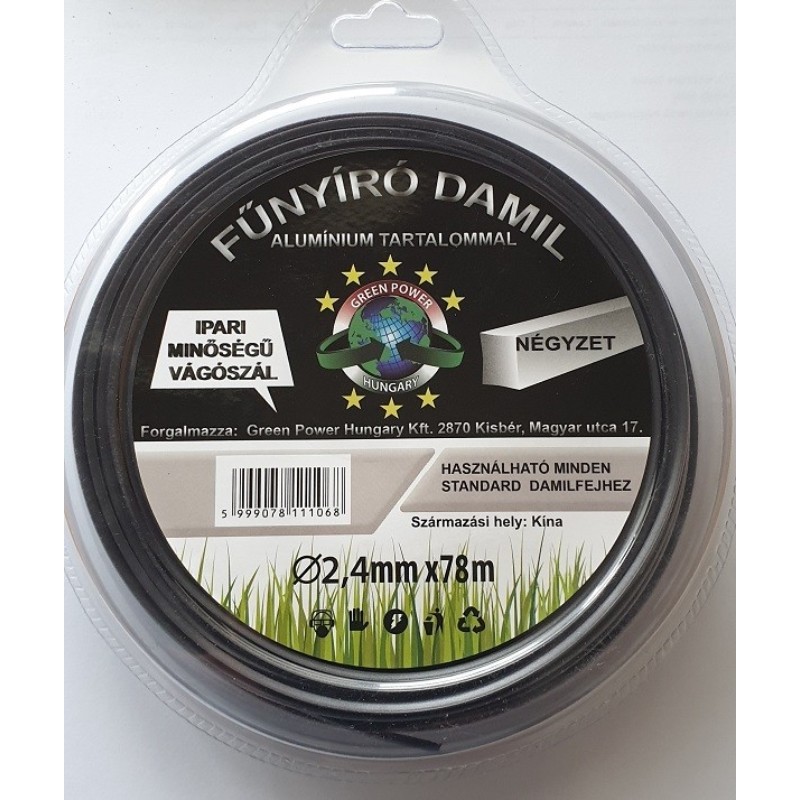 FŰNYÍRÓ DAMIL
ALUMÍNIUM TARTALOMMAL
GREEN POWER
HUNGARY
IPARI
MINŐSÉGŰ
VÁGÓSZÁL
NÉGYZET
Forgalmazza: Green Power Hungary Kft. 2870 Kisbér, Magyar utca 17.
5 999078 111068
HASZNÁLHATÓ MINDEN
STANDARD DAMILFEJHEZ
Származási hely: Kína
Ø2,4mm x78m